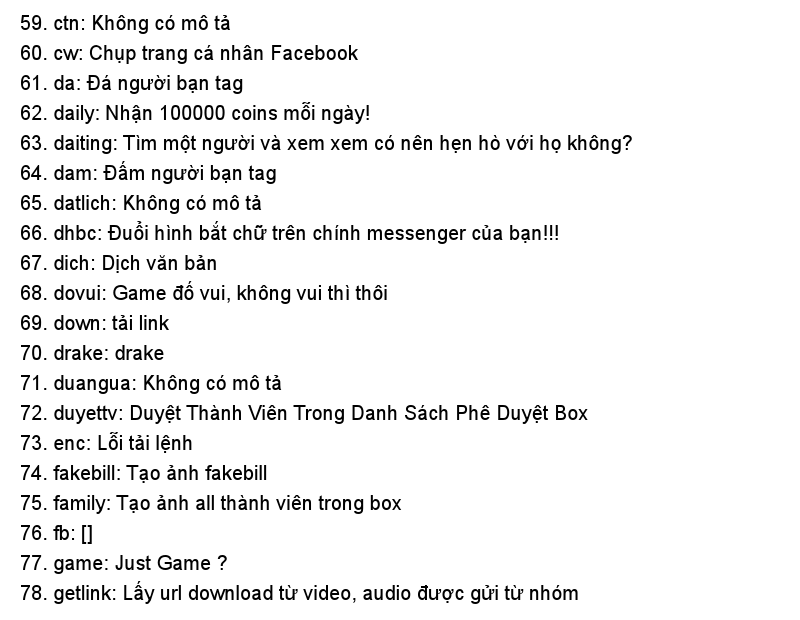 59. ctn: Không có mô tả
60. cw: Chụp trang cá nhân Facebook
61. da: Đá người bạn tag
62. daily: Nhận 100000 coins mỗi ngày!
63. daiting: Tìm một người và xem xem có nên hẹn hò với họ không?
64. dam: Đấm người bạn tag
65. datlich: Không có mô tả
66. dhbc: Đuổi hình bắt chữ trên chính messenger của bạn!!!
67. dich: Dịch văn bản
68. dovui: Game đố vui, không vui thì thôi
69. down: tải link
70. drake: drake
71. duangua: Không có mô tả
72. duyettv: Duyệt Thành Viên Trong Danh Sách Phê Duyệt Box
73. enc: Lỗi tải lệnh
74. fakebill: Tạo ảnh fakebill
75. family: Tạo ảnh all thành viên trong box
76. fb: []
77. game: Just Game ?
78. getlink: Lấy url download từ video, audio được gửi từ nhóm